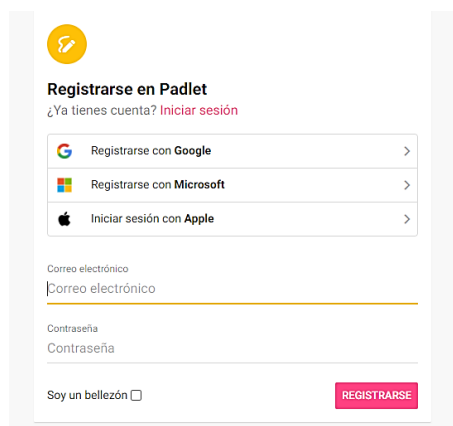 Registrarse en Padlet
¿Ya tienes cuenta? Iniciar sesión
Registrarse con Google
Registrarse con Microsoft
Iniciar sesión con Apple
Correo electrónico
Correo electrónico
Contraseña
Contraseña
Soy un bellezón
REGISTRARSE